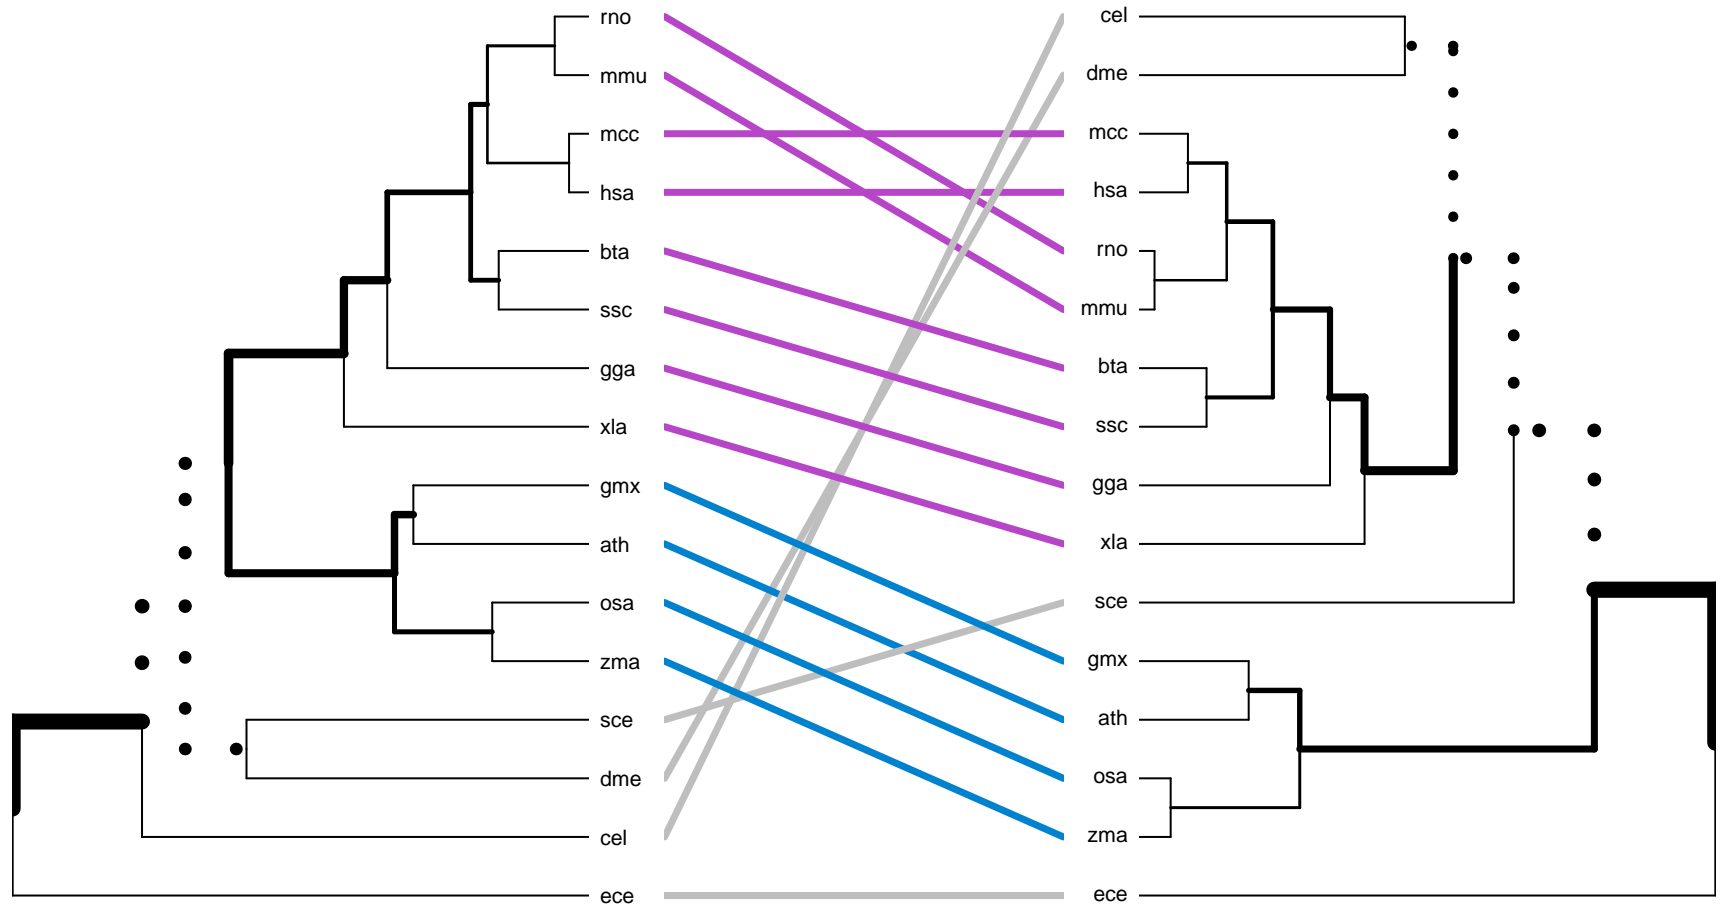 rno cel
mmu dme
mcc mcc
hsa hsa
bta rno
ssc mmu
gga bta
xla ssc
gmx gga
ath xla
osa sce
zma gmx
sce ath
dme osa
cel zma
ece ece